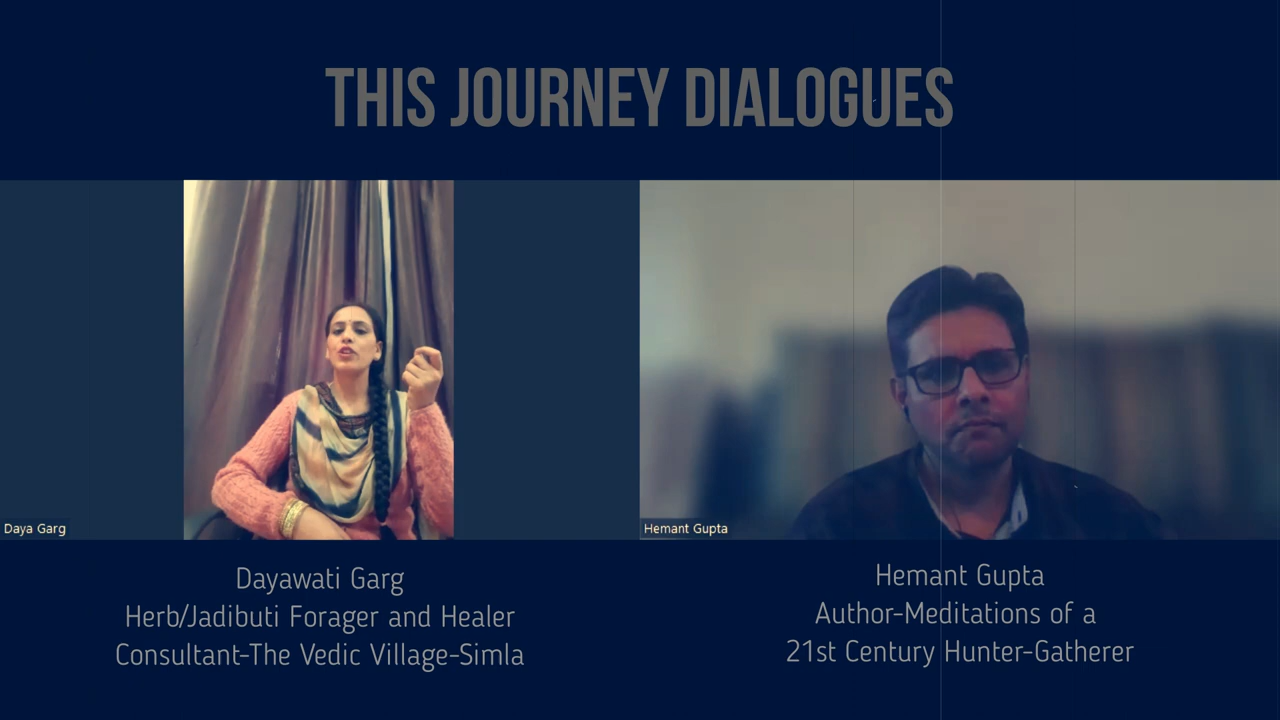 THIS JOURNEY DIALOGUES
Daya Garg
Hemant Gupta
Dayawati Garg
Herb/Jadibuti Forager and Healer
Consultant-The Vedic Village-Simla
Hemant Gupta
Author-Meditations of a
21st Century Hunter-Gatherer